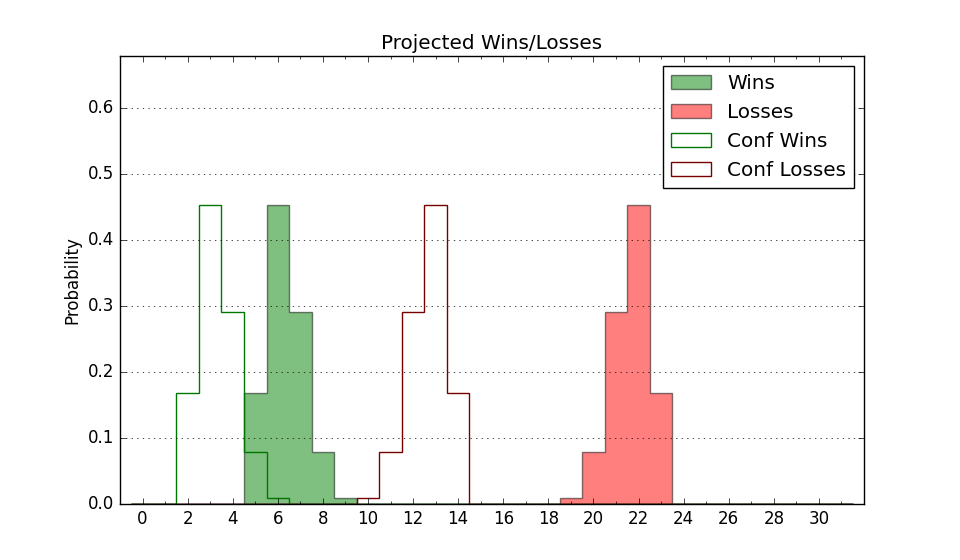 Projected Wins/Losses
Wins
Losses
Conf Wins
Conf Losses
Probability
0.6
0.5
0.4
0.3
0.2
0.1
0.0
0 2 4 6 8 10 12 14 16 18 20 22 24 26 28 30